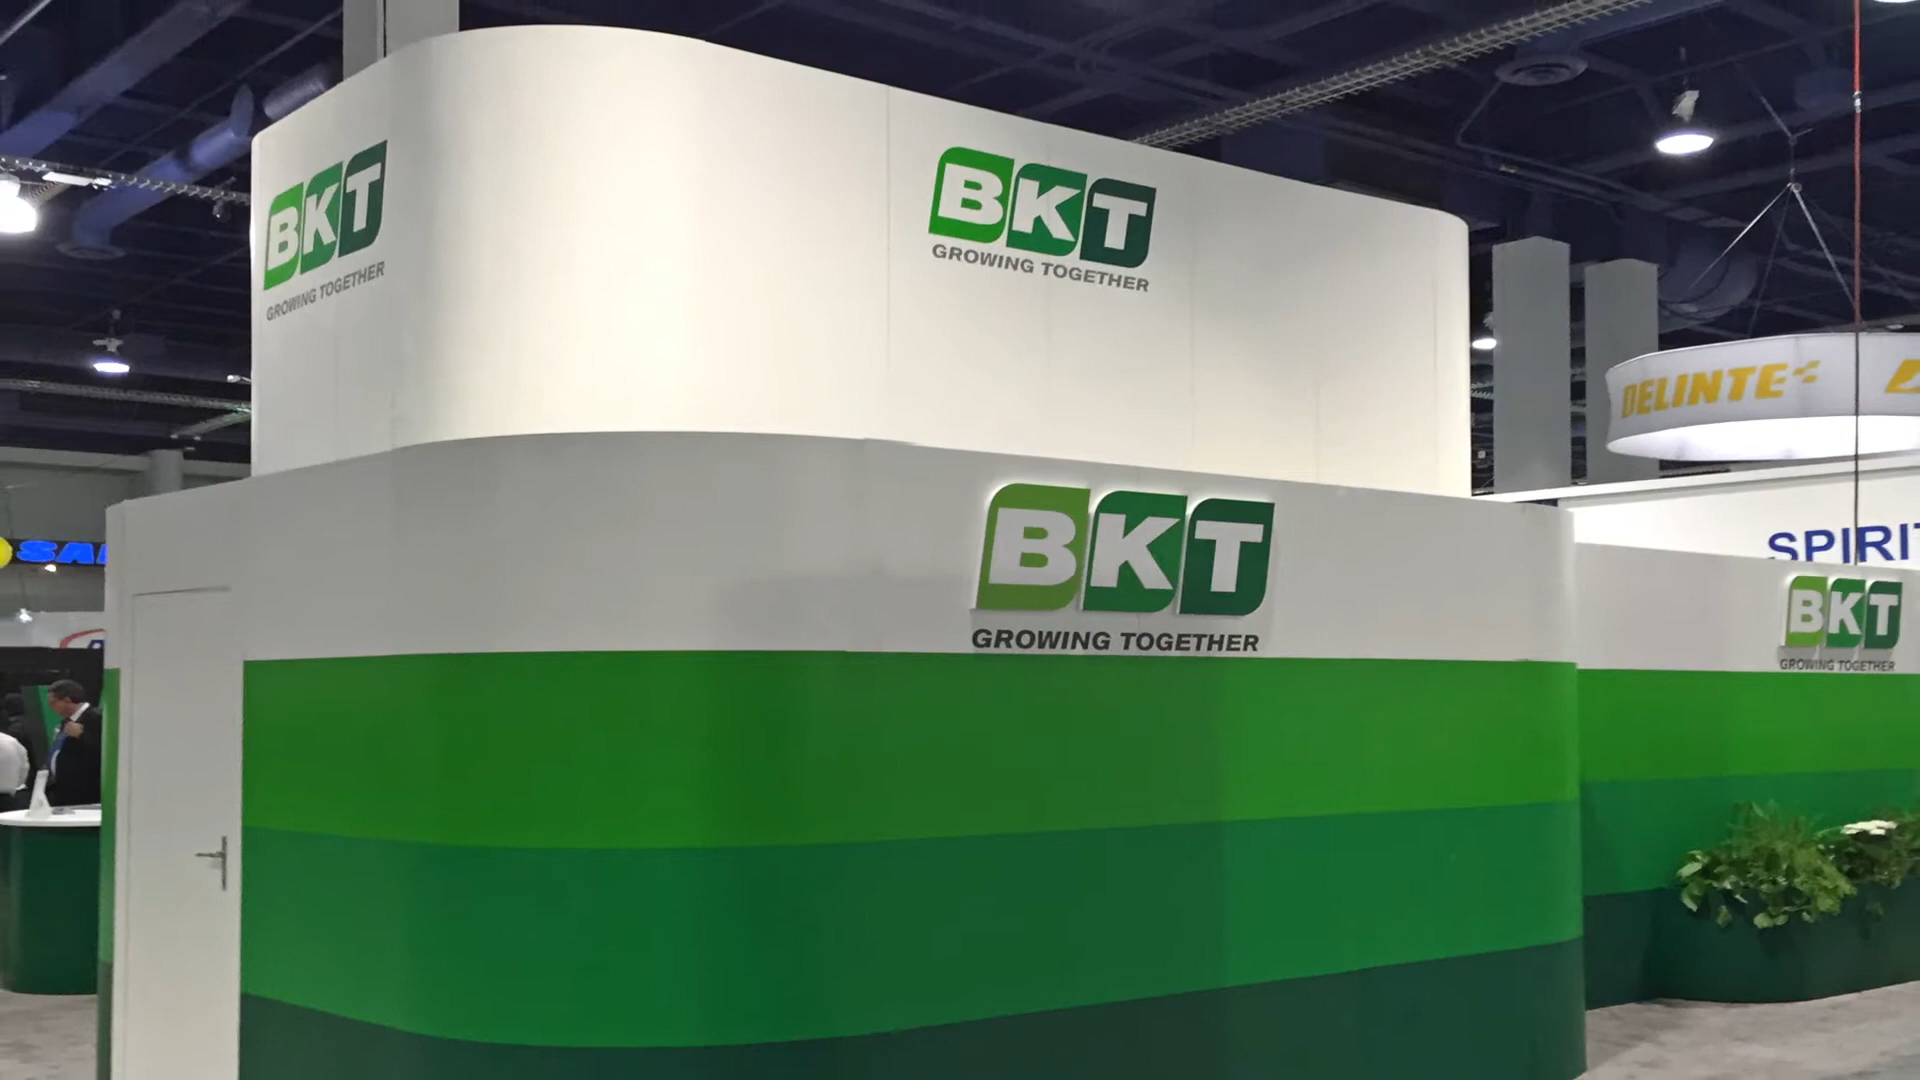 BKT
GROWING TOGETHER
BKT
GROWING TOGETHER
DELINTE
BKT
GROWING TOGETHER
SPIRIT
BKT
GROWING TOGETHER